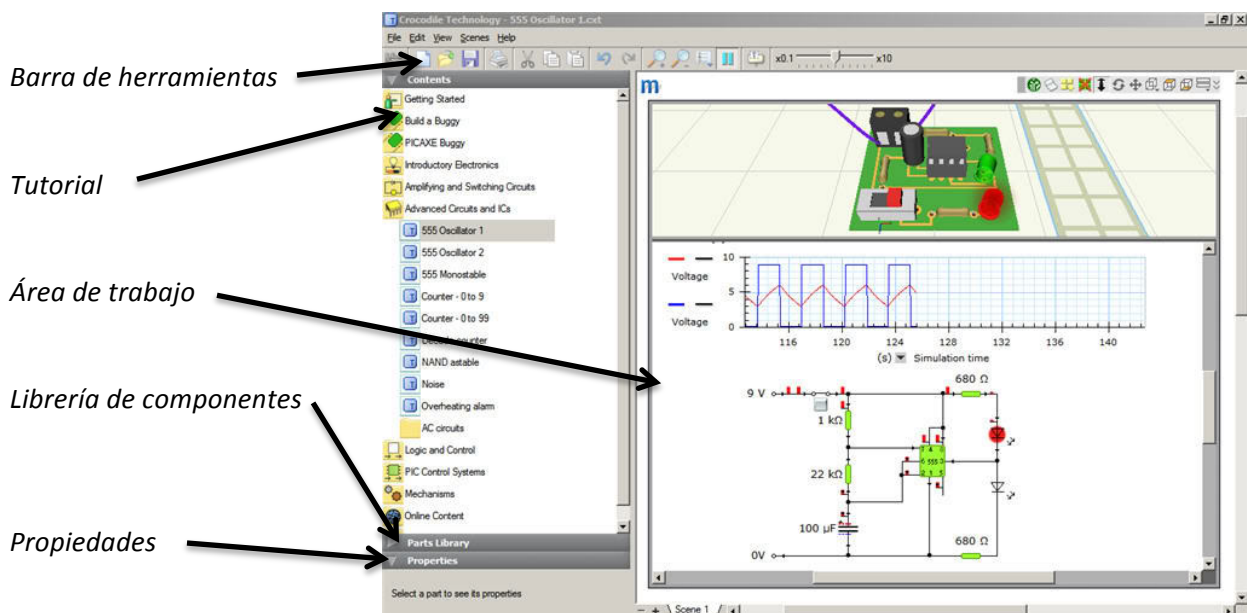 Crocodile Technology - 555 Oscillator 1.cxt
File Edit View Scenes Help
x0.1 x10
Barra de herramientas
Tutorial
Área de trabajo
Librería de componentes
Propiedades
Contents
Getting Started
Build a Buggy
PICAXE Buggy
Introductory Electronics
Amplifying and Switching Circuits
Advanced Circuits and ICs
555 Oscillator 1
555 Oscillator 2
555 Monostable
Counter - 0 to 9
Counter - 0 to 99
Decade counter
NAND astable
Noise
Overheating alarm
AC circuits
Logic and Control
PIC Control Systems
Mechanisms
Online Content
Parts Library
Properties
Select a part to see its properties
m
Voltage
Voltage
10
5
0
116 120 124 128 132 136 140
(s) Simulation time
680 Ω
9 V
1 kΩ
555
22 kΩ
100 µF
680 Ω
0V
Scene 1